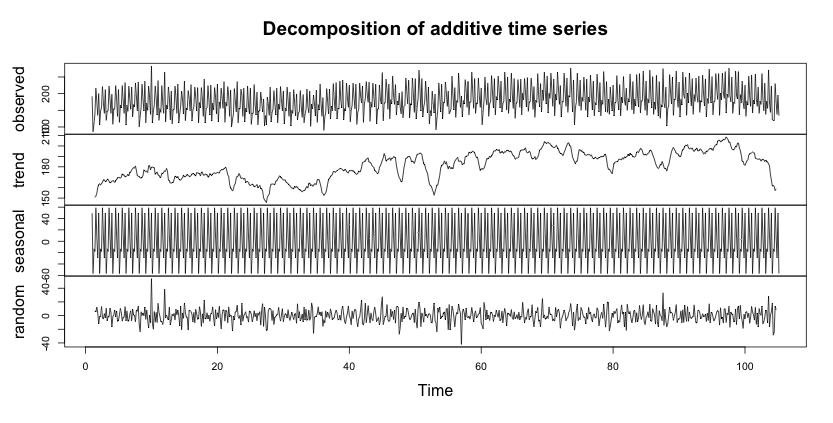 Decomposition of additive time series
observed
200
100
trend
210
180
150
seasonal
40
0
-60
random
40
0
-40
0 20 40 60 80 100
Time